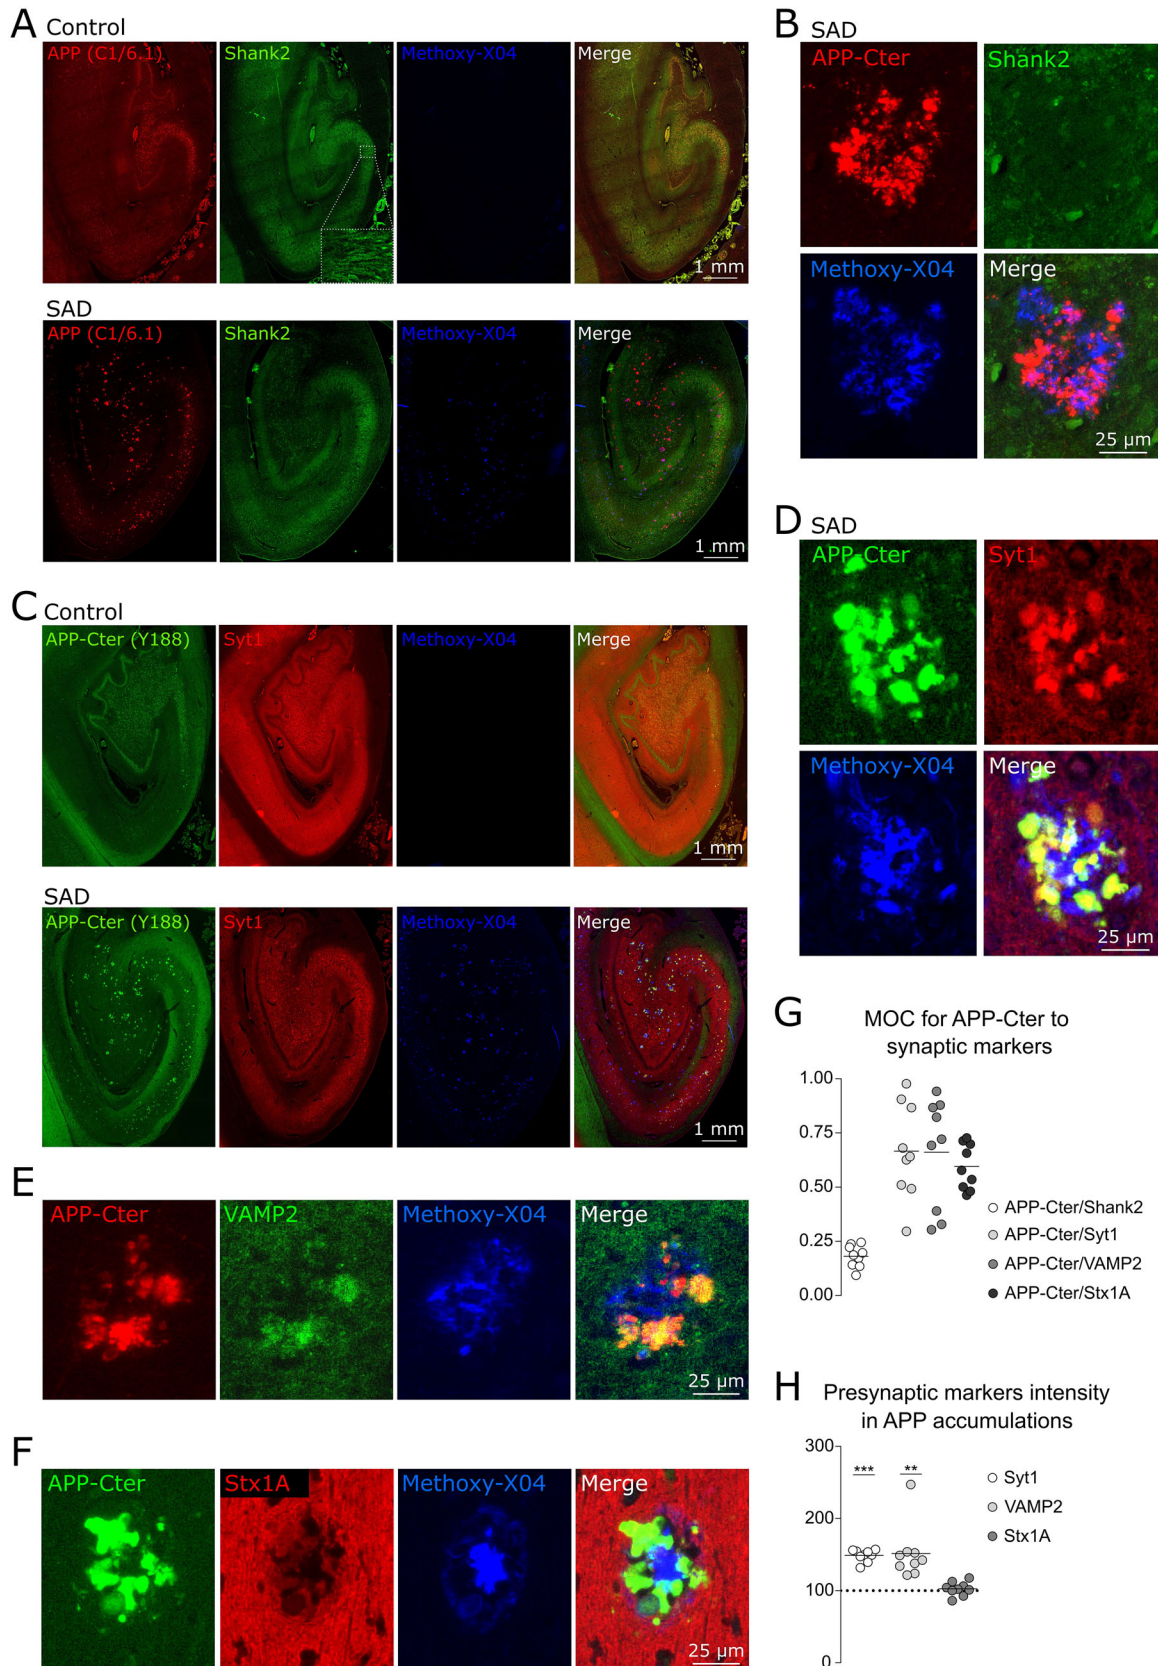 A
Control
APP (C1/6.1) Shank2 Methoxy-X04 Merge
1 mm
SAD
APP (C1/6.1) Shank2 Methoxy-X04 Merge
1 mm
B
SAD
APP-Cter Shank2
Methoxy-X04 Merge
25 µm
C
Control
APP-Cter (Y188) Syt1 Methoxy-X04 Merge
1 mm
SAD
APP-Cter (Y188) Syt1 Methoxy-X04 Merge
1 mm
D
SAD
APP-Cter Syt1
Methoxy-X04 Merge
25 µm
E
APP-Cter VAMP2 Methoxy-X04 Merge
25 µm
F
APP-Cter Stx1A Methoxy-X04 Merge
25 µm
G
MOC for APP-Cter to
synaptic markers
1.00
0.75
0.50
0.25
0.00
APP-Cter/Shank2
APP-Cter/Syt1
APP-Cter/VAMP2
APP-Cter/Stx1A
H
Presynaptic markers intensity
in APP accumulations
300
200
100
0
*** **
Syt1
VAMP2
Stx1A